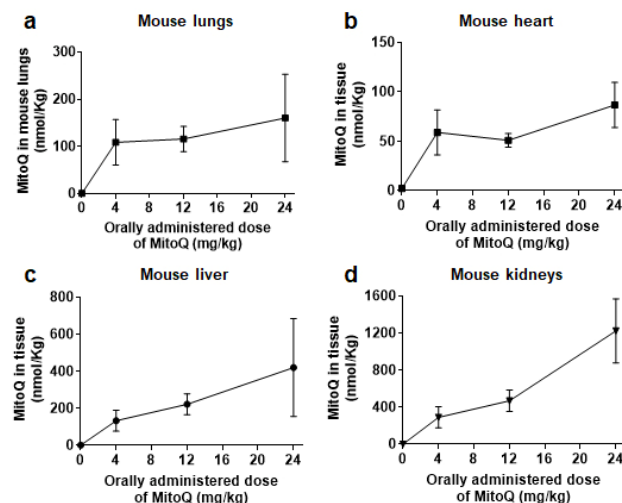 a
Mouse lungs
300
200
100
0
MitoQ in mouse lungs
(nmol/Kg)
0 4 8 12 16 20 24
Orally administered dose
of MitoQ (mg/kg)
b
Mouse heart
150
100
50
0
MitoQ in tissue
(nmol/Kg)
0 4 8 12 16 20 24
Orally administered dose
of MitoQ (mg/kg)
c
Mouse liver
800
600
400
200
0
MitoQ in tissue
(nmol/Kg)
0 4 8 12 16 20 24
Orally administered dose
of MitoQ (mg/kg)
d
Mouse kidneys
1600
1200
800
400
0
MitoQ in tissue
(nmol/Kg)
0 4 8 12 16 20 24
Orally administered dose
of MitoQ (mg/kg)